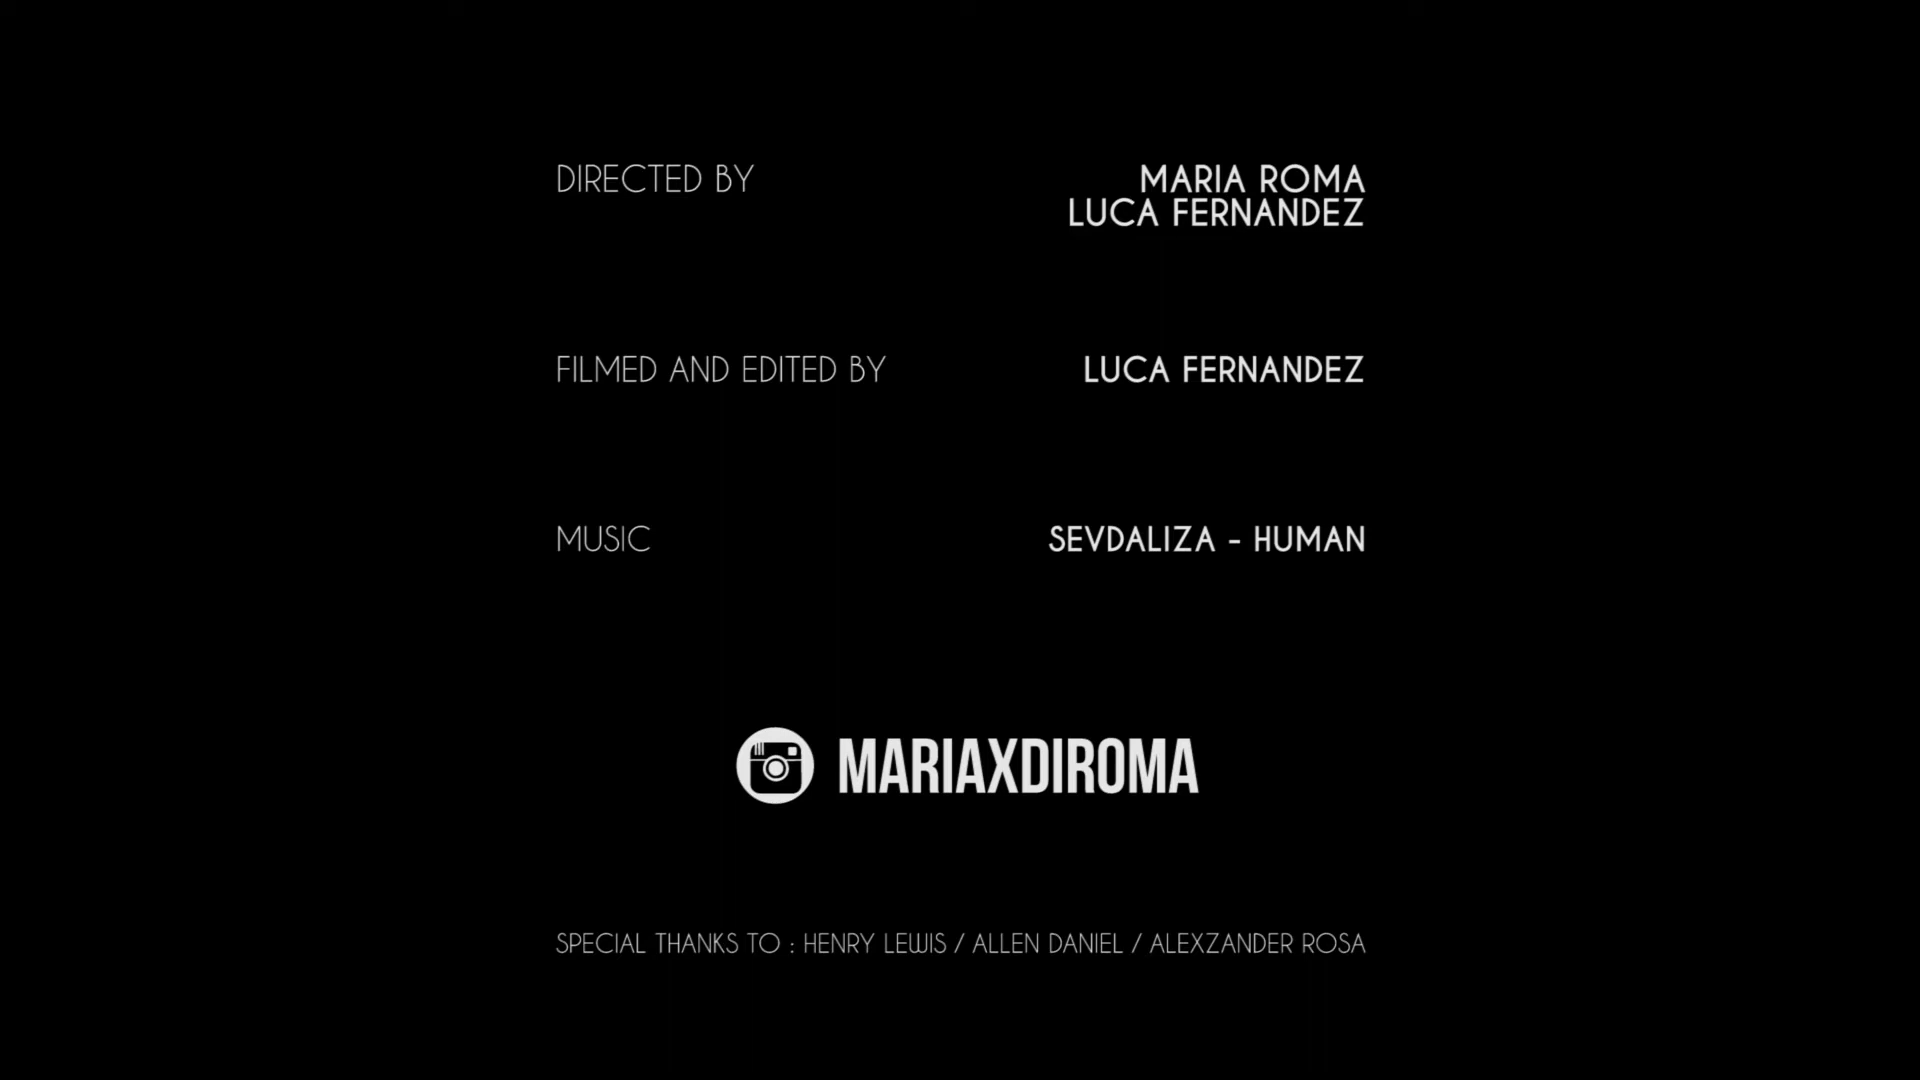 DIRECTED BY MARIA ROMA
LUCA FERNANDEZ
FILMED AND EDITED BY LUCA FERNANDEZ
MUSIC SEVDALIZA - HUMAN
MARIAXDIROMA
SPECIAL THANKS TO : HENRY LEWIS / ALLEN DANIEL / ALEXZANDER ROSA